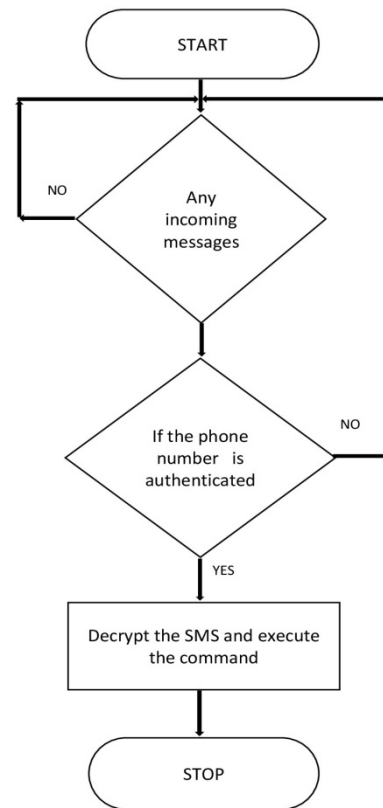 START
NO
Any
incoming
messages
If the phone
number is
authenticated
NO
YES
Decrypt the SMS and execute
the command
STOP